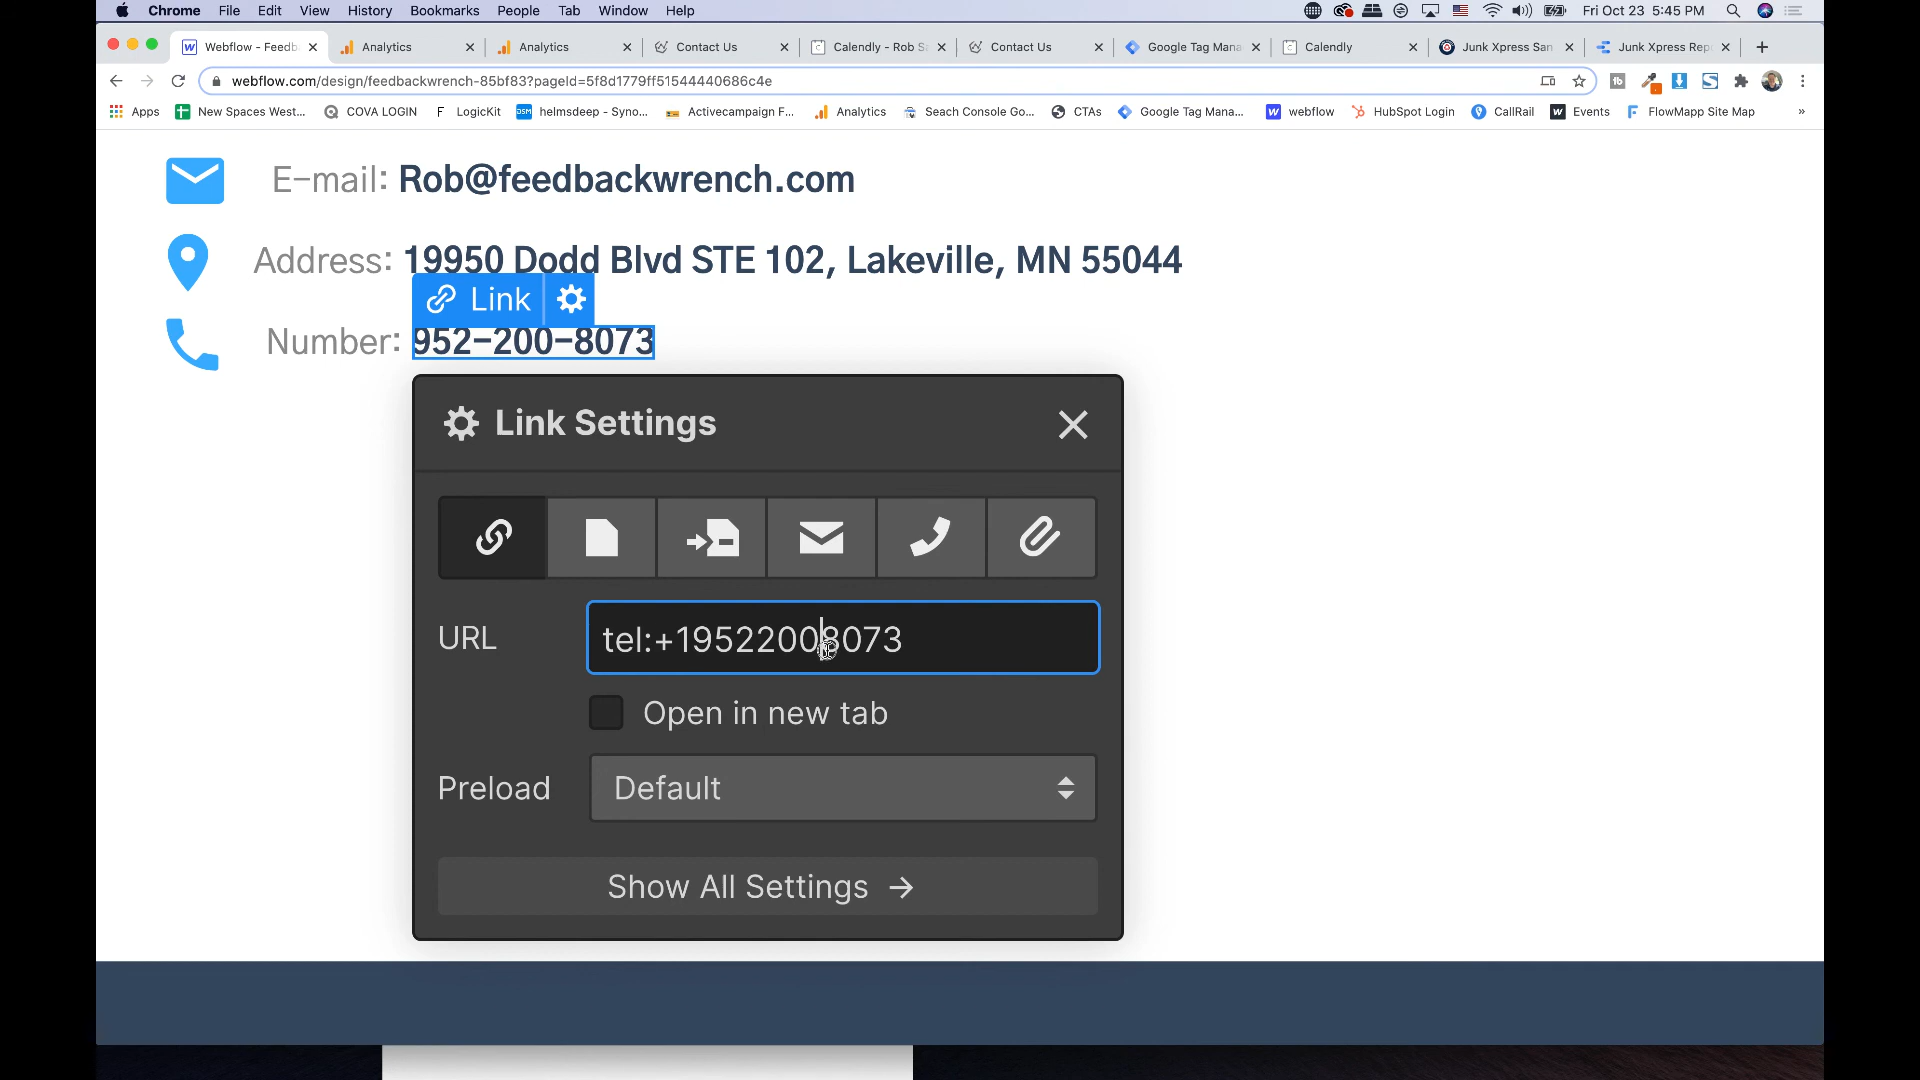 Chrome File Edit View History Bookmarks People Tab Window Help Fri Oct 23 5:45 PM
Webflow - Feedb Analytics Analytics Contact Us Calendly - Rob S Contact Us Google Tag Mana Calendly Junk Xpress San Junk Xpress Rep
webflow.com/design/feedbackwrench-85bf83?pageId=5f8d1779ff51544440686c4e
Apps New Spaces West... COVA LOGIN LogicKit helmsdeep - Syno... Activecampaign F... Analytics Seach Console Go... CTAs Google Tag Mana... webflow HubSpot Login CallRail Events FlowMapp Site Map »
E-mail: Rob@feedbackwrench.com
Address: 19950 Dodd Blvd STE 102, Lakeville, MN 55044
Link
Number: 952-200-8073
Link Settings
URL tel:+19522008073
Open in new tab
Preload Default
Show All Settings →